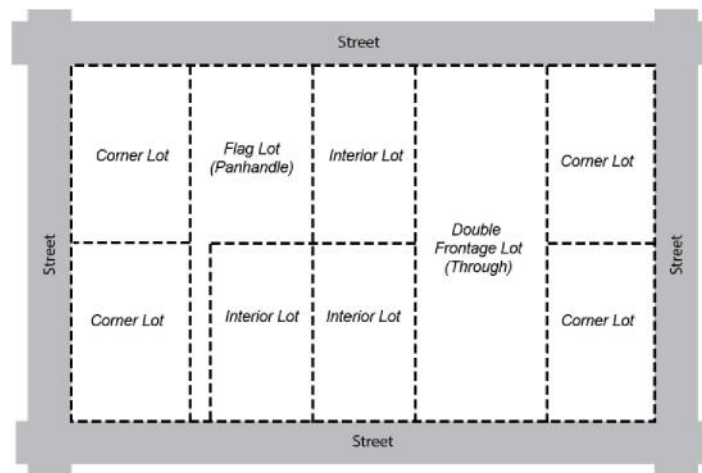 Street
Corner Lot
Flag Lot
(Panhandle)
Interior Lot
Corner Lot
Double
Frontage Lot
(Through)
Street
Street
Corner Lot
Interior Lot
Interior Lot
Corner Lot
Street